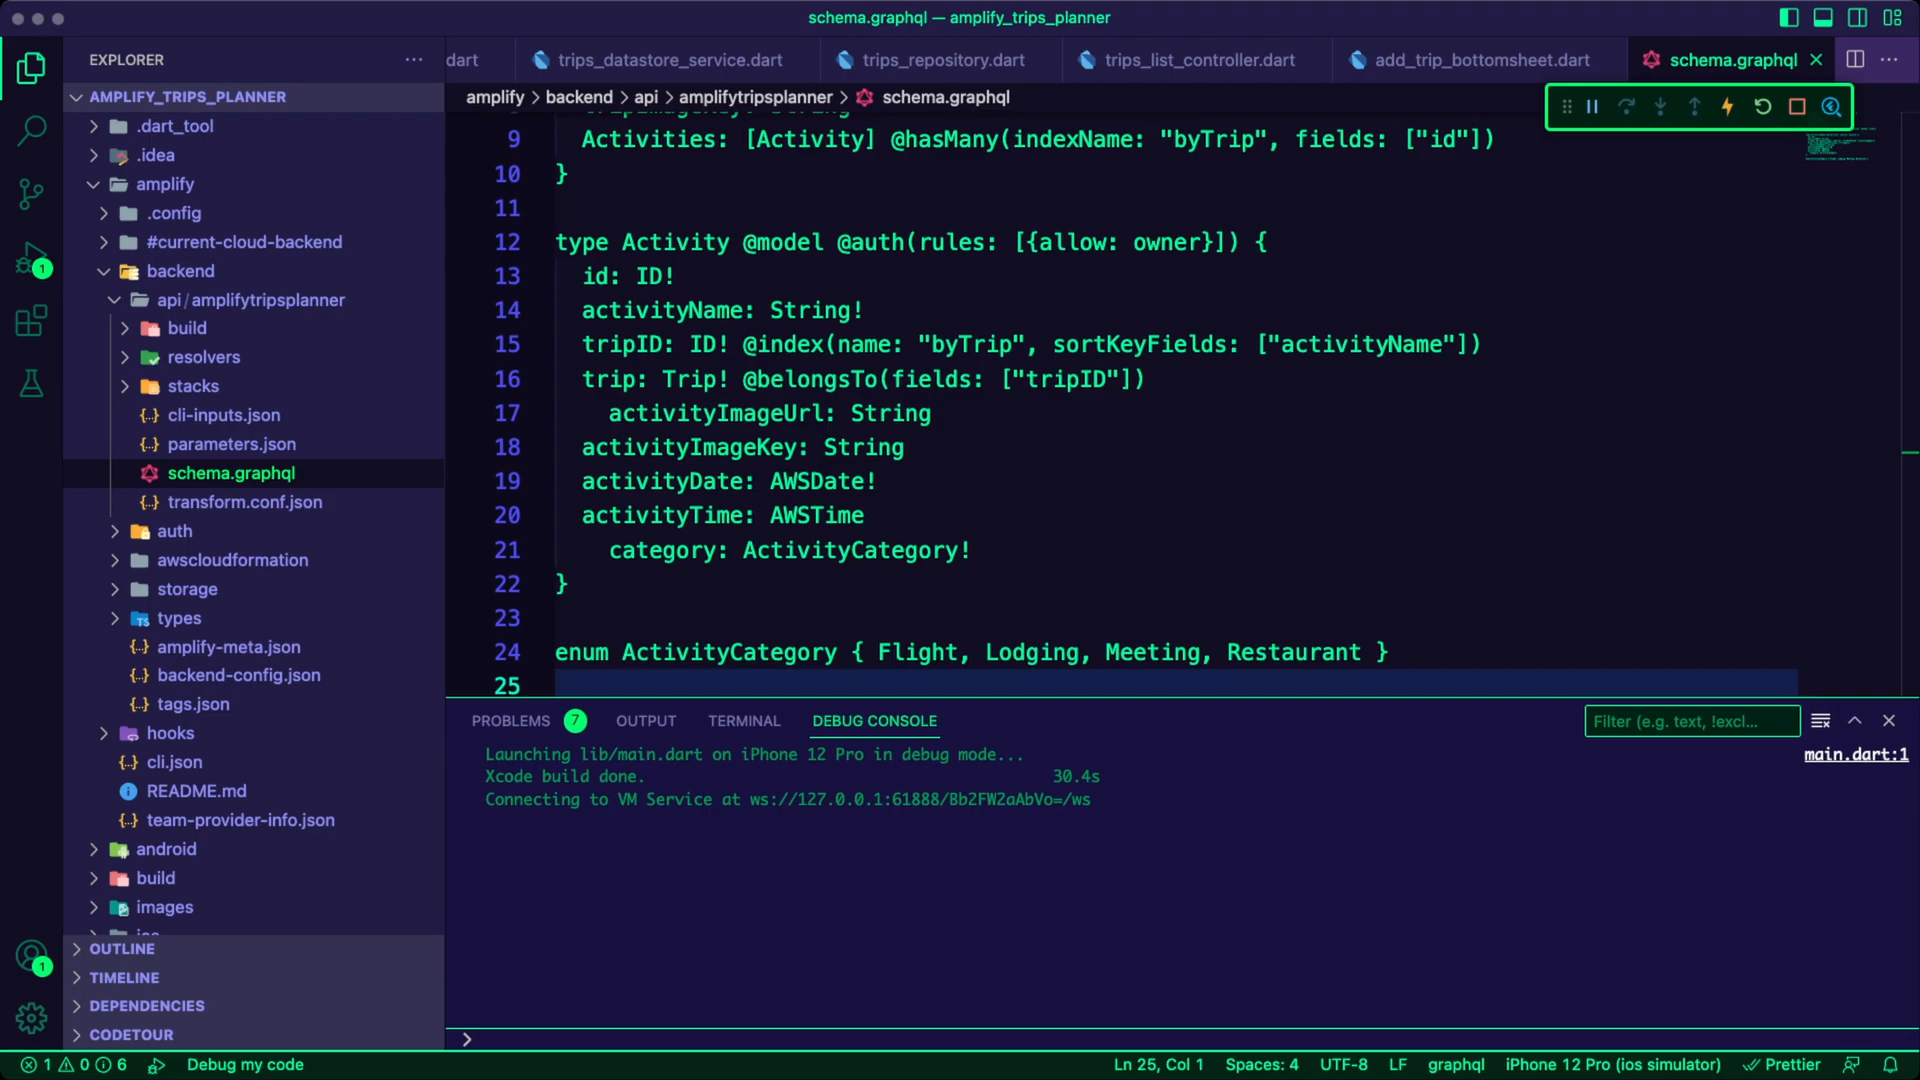 schema.graphql — amplify_trips_planner
EXPLORER
dart
trips_datastore_service.dart
trips_repository.dart
trips_list_controller.dart
add_trip_bottomsheet.dart
schema.graphql
AMPLIFY_TRIPS_PLANNER
.dart_tool
.idea
amplify
.config
#current-cloud-backend
backend
api/amplifytripsplanner
build
resolvers
stacks
cli-inputs.json
parameters.json
schema.graphql
transform.conf.json
auth
awscloudformation
storage
types
amplify-meta.json
backend-config.json
tags.json
hooks
cli.json
README.md
team-provider-info.json
android
build
images
ios
OUTLINE
TIMELINE
DEPENDENCIES
CODETOUR
1
1
amplify > backend > api > amplifytripsplanner > schema.graphql
9 Activities: [Activity] @hasMany(indexName: "byTrip", fields: ["id"])
10 }
11
12 type Activity @model @auth(rules: [{allow: owner}]) {
13 id: ID!
14 activityName: String!
15 tripID: ID! @index(name: "byTrip", sortKeyFields: ["activityName"])
16 trip: Trip! @belongsTo(fields: ["tripID"])
17 activityImageUrl: String
18 activityImageKey: String
19 activityDate: AWSDate!
20 activityTime: AWSTime
21 category: ActivityCategory!
22 }
23
24 enum ActivityCategory { Flight, Lodging, Meeting, Restaurant }
25
PROBLEMS 7 OUTPUT TERMINAL DEBUG CONSOLE
Filter (e.g. text, !excl...
Launching lib/main.dart on iPhone 12 Pro in debug mode...
main.dart:1
Xcode build done. 30.4s
Connecting to VM Service at ws://127.0.0.1:61888/Bb2FW2aAbVo=/ws
1 0 6 Debug my code
Ln 25, Col 1 Spaces: 4 UTF-8 LF graphql iPhone 12 Pro (ios simulator) Prettier